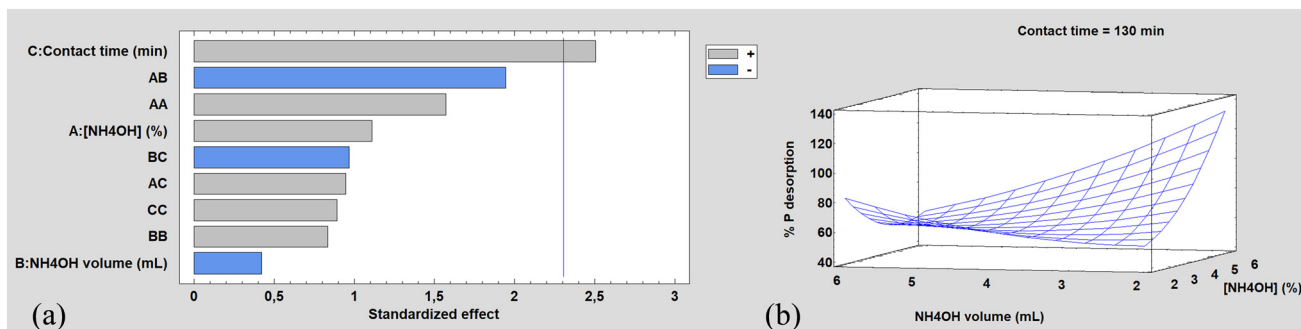 C:Contact time (min)
AB
AA
A:[NH4OH] (%)
BC
AC
CC
BB
B:NH4OH volume (mL)
0 0,5 1 1,5 2 2,5 3
Standardized effect
+
-
(a)
Contact time = 130 min
140
120
100
80
60
40
% P desorption
6 5 4 3 2
NH4OH volume (mL)
2 3 4 5 6
[NH4OH] (%)
(b)